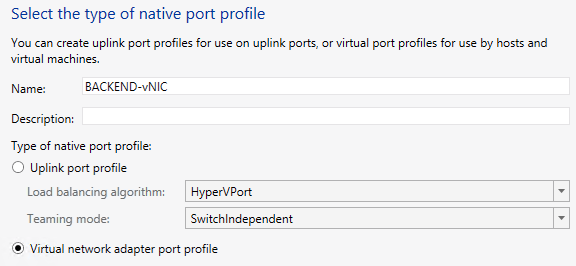 Select the type of native port profile
You can create uplink port profiles for use on uplink ports, or virtual port profiles for use by hosts and
virtual machines.
Name: BACKEND-vNIC
Description:
Type of native port profile:
Uplink port profile
Load balancing algorithm: HyperVPort
Teaming mode: SwitchIndependent
Virtual network adapter port profile